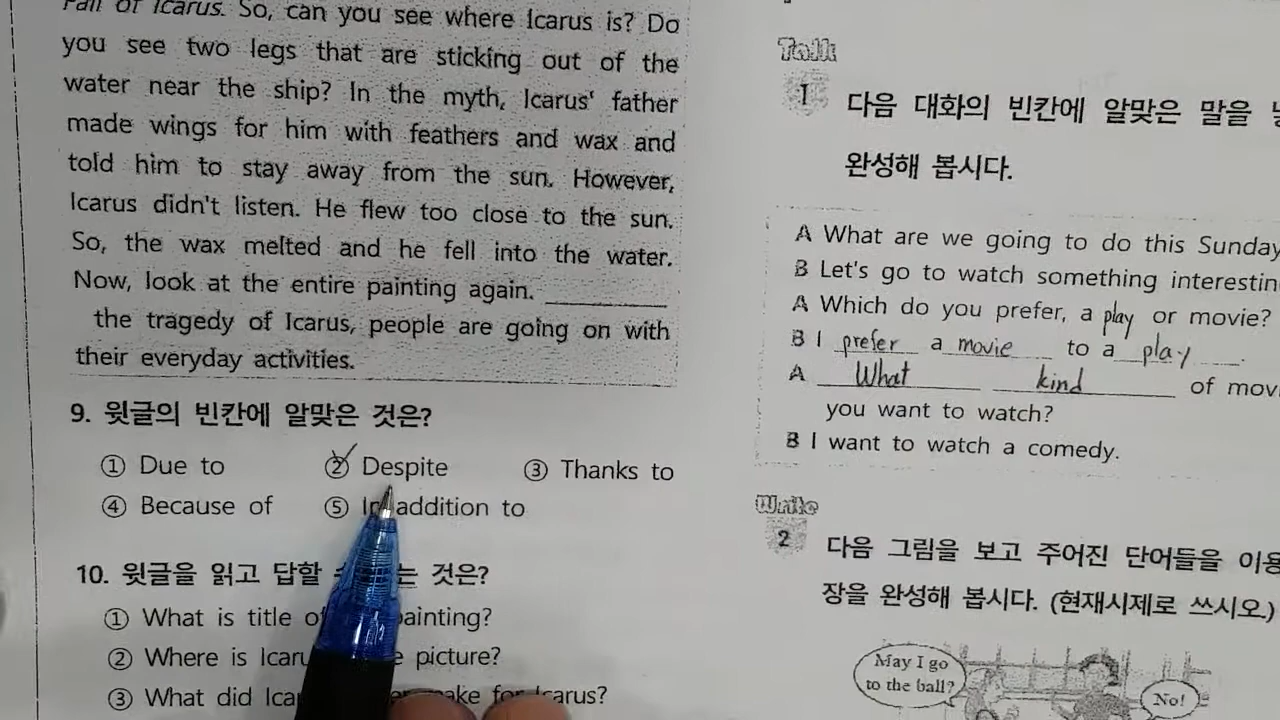 Fall of Icarus. So, can you see where Icarus is? Do
you see two legs that are sticking out of the
water near the ship? In the myth, Icarus' father
made wings for him with feathers and wax and
told him to stay away from the sun. However,
Icarus didn't listen. He flew too close to the sun.
So, the wax melted and he fell into the water.
Now, look at the entire painting again. ____________
the tragedy of Icarus, people are going on with
their everyday activities.
9. 윗글의 빈칸에 알맞은 것은?
① Due to ② Despite ③ Thanks to
④ Because of ⑤ In addition to
10. 윗글을 읽고 답할 는 것은?
① What is title of ainting?
② Where is Icaru e picture?
③ What did Ica make for Icarus?
Talk
1 다음 대화의 빈칸에 알맞은 말을
완성해 봅시다.
A What are we going to do this Sunday
B Let's go to watch something interestin
A Which do you prefer, a play or movie?
B I prefer a movie to a play.
A What kind of movi
you want to watch?
B I want to watch a comedy.
Write
2 다음 그림을 보고 주어진 단어들을 이용
장을 완성해 봅시다. (현재시제로 쓰시오.)
May I go
to the ball?
No!